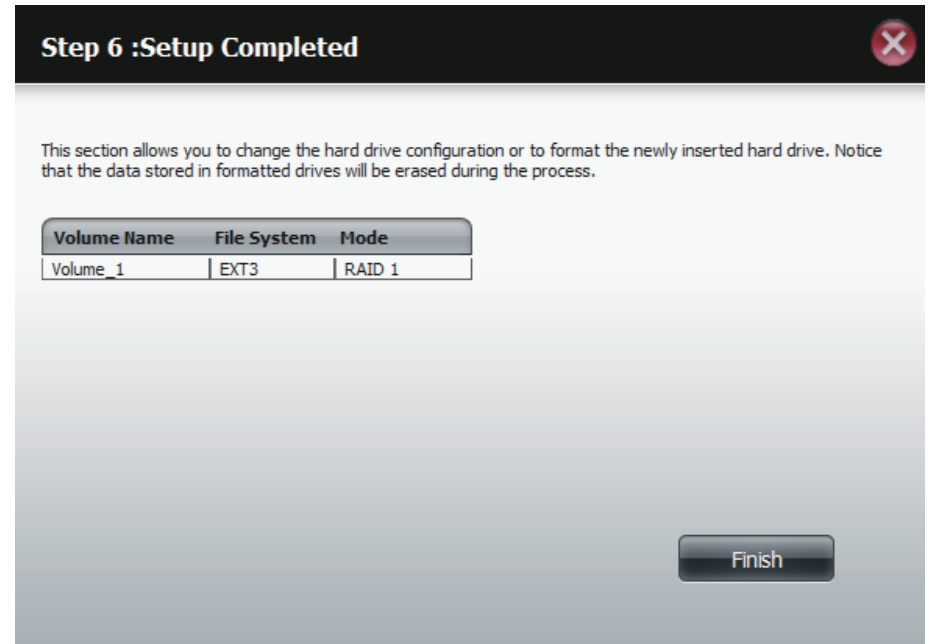 Step 6 :Setup Completed
This section allows you to change the hard drive configuration or to format the newly inserted hard drive. Notice
that the data stored in formatted drives will be erased during the process.
Volume Name File System Mode
Volume_1 EXT3 RAID 1
Finish